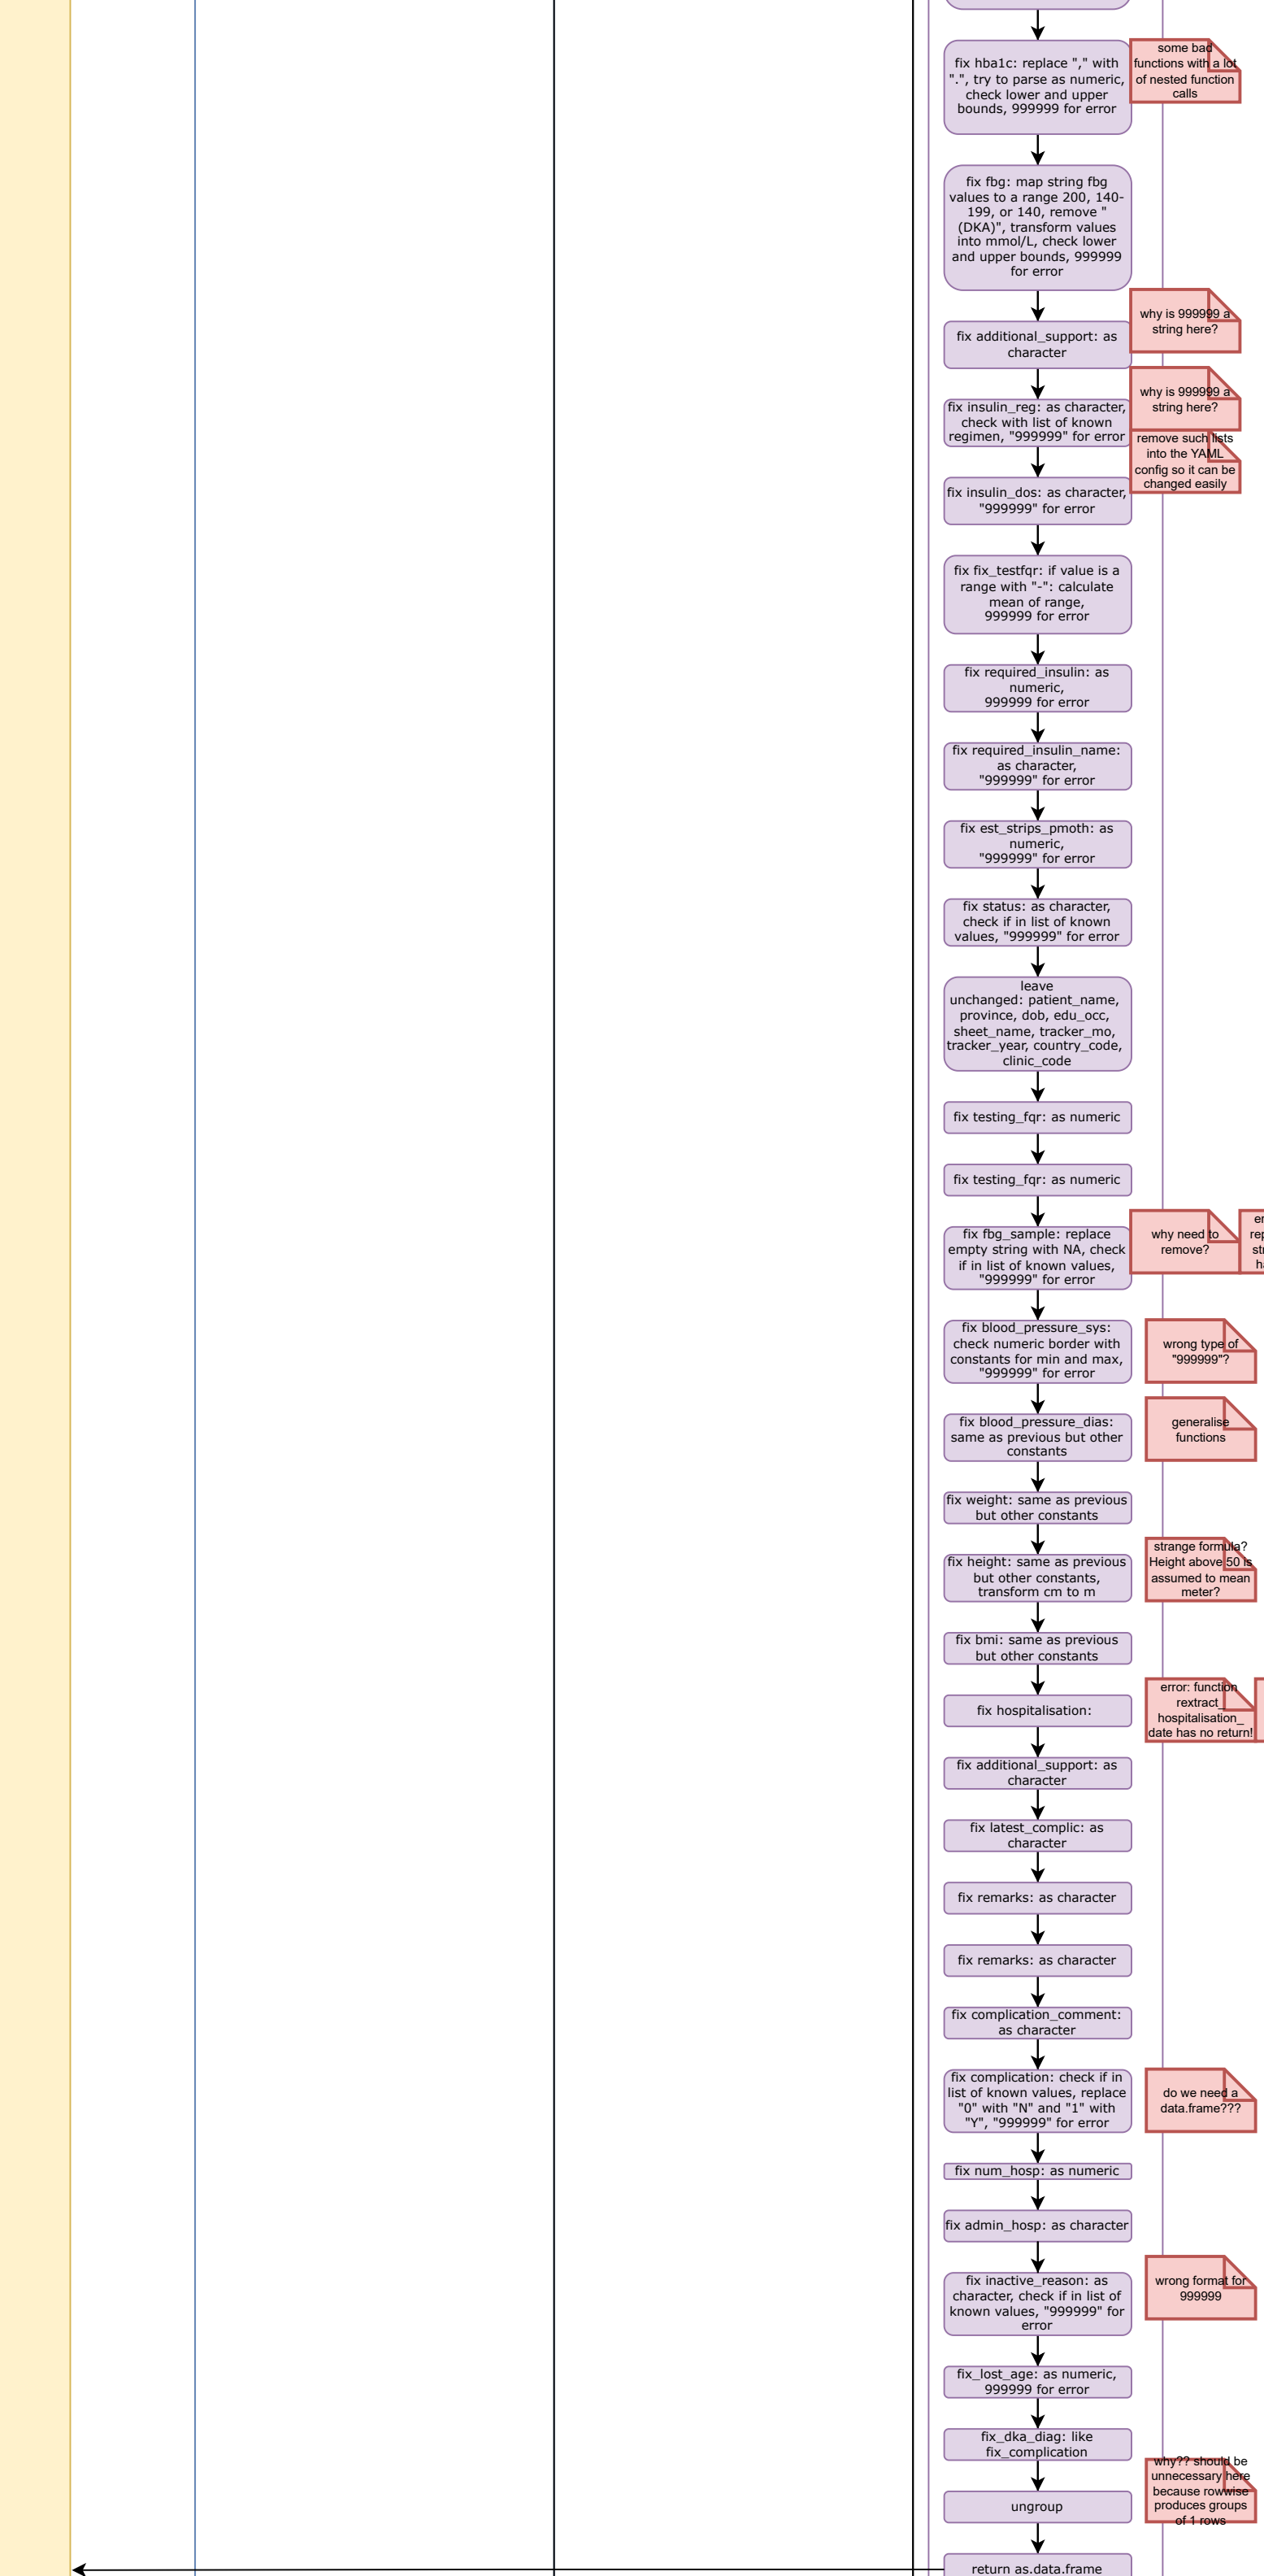 fix hba1c: replace "," with
".", try to parse as numeric,
check lower and upper
bounds, 999999 for error
some bad
functions with a lot
of nested function
calls
fix fbg: map string fbg
values to a range 200, 140-
199, or 140, remove "
(DKA)", transform values
into mmol/L, check lower
and upper bounds, 999999
for error
why is 999999 a
string here?
fix additional_support: as
character
why is 999999 a
string here?
fix insulin_reg: as character,
check with list of known
regimen, "999999" for error
remove such lists
into the YAML
config so it can be
changed easily
fix insulin_dos: as character,
"999999" for error
fix fix_testfqr: if value is a
range with "-": calculate
mean of range,
999999 for error
fix required_insulin: as
numeric,
999999 for error
fix required_insulin_name:
as character,
"999999" for error
fix est_strips_pmoth: as
numeric,
"999999" for error
fix status: as character,
check if in list of known
values, "999999" for error
leave
unchanged: patient_name,
province, dob, edu_occ,
sheet_name, tracker_mo,
tracker_year, country_code,
clinic_code
fix testing_fqr: as numeric
fix testing_fqr: as numeric
fix fbg_sample: replace
empty string with NA, check
if in list of known values,
"999999" for error
why need to
remove?
fix blood_pressure_sys:
check numeric border with
constants for min and max,
"999999" for error
wrong type of
"999999"?
fix blood_pressure_dias:
same as previous but other
constants
generalise
functions
fix weight: same as previous
but other constants
fix height: same as previous
but other constants,
transform cm to m
strange formula?
Height above 50 is
assumed to mean
meter?
fix bmi: same as previous
but other constants
fix hospitalisation:
error: function
rextract_
hospitalisation_
date has no return!
fix additional_support: as
character
fix latest_complic: as
character
fix remarks: as character
fix remarks: as character
fix complication_comment:
as character
fix complication: check if in
list of known values, replace
"0" with "N" and "1" with
"Y", "999999" for error
do we need a
data.frame???
fix num_hosp: as numeric
fix admin_hosp: as character
fix inactive_reason: as
character, check if in list of
known values, "999999" for
error
wrong format for
999999
fix_lost_age: as numeric,
999999 for error
fix_dka_diag: like
fix_complication
why?? should be
unnecessary here
because rowwise
produces groups
of 1 rows
ungroup
return as.data.frame